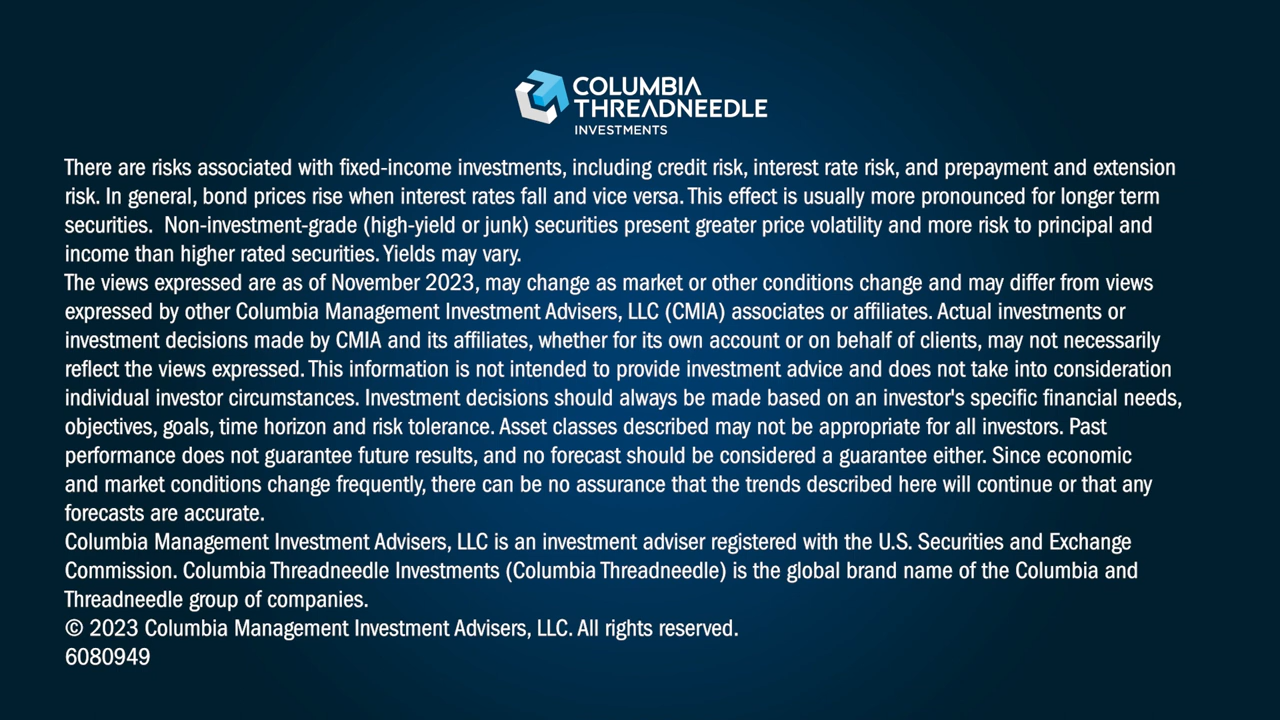 COLUMBIA
THREADNEEDLE
INVESTMENTS
There are risks associated with fixed-income investments, including credit risk, interest rate risk, and prepayment and extension
risk. In general, bond prices rise when interest rates fall and vice versa. This effect is usually more pronounced for longer term
securities.  Non-investment-grade (high-yield or junk) securities present greater price volatility and more risk to principal and
income than higher rated securities. Yields may vary.
The views expressed are as of November 2023, may change as market or other conditions change and may differ from views
expressed by other Columbia Management Investment Advisers, LLC (CMIA) associates or affiliates. Actual investments or
investment decisions made by CMIA and its affiliates, whether for its own account or on behalf of clients, may not necessarily
reflect the views expressed. This information is not intended to provide investment advice and does not take into consideration
individual investor circumstances. Investment decisions should always be made based on an investor's specific financial needs,
objectives, goals, time horizon and risk tolerance. Asset classes described may not be appropriate for all investors. Past
performance does not guarantee future results, and no forecast should be considered a guarantee either. Since economic
and market conditions change frequently, there can be no assurance that the trends described here will continue or that any
forecasts are accurate.
Columbia Management Investment Advisers, LLC is an investment adviser registered with the U.S. Securities and Exchange
Commission. Columbia Threadneedle Investments (Columbia Threadneedle) is the global brand name of the Columbia and
Threadneedle group of companies.
© 2023 Columbia Management Investment Advisers, LLC. All rights reserved.
6080949